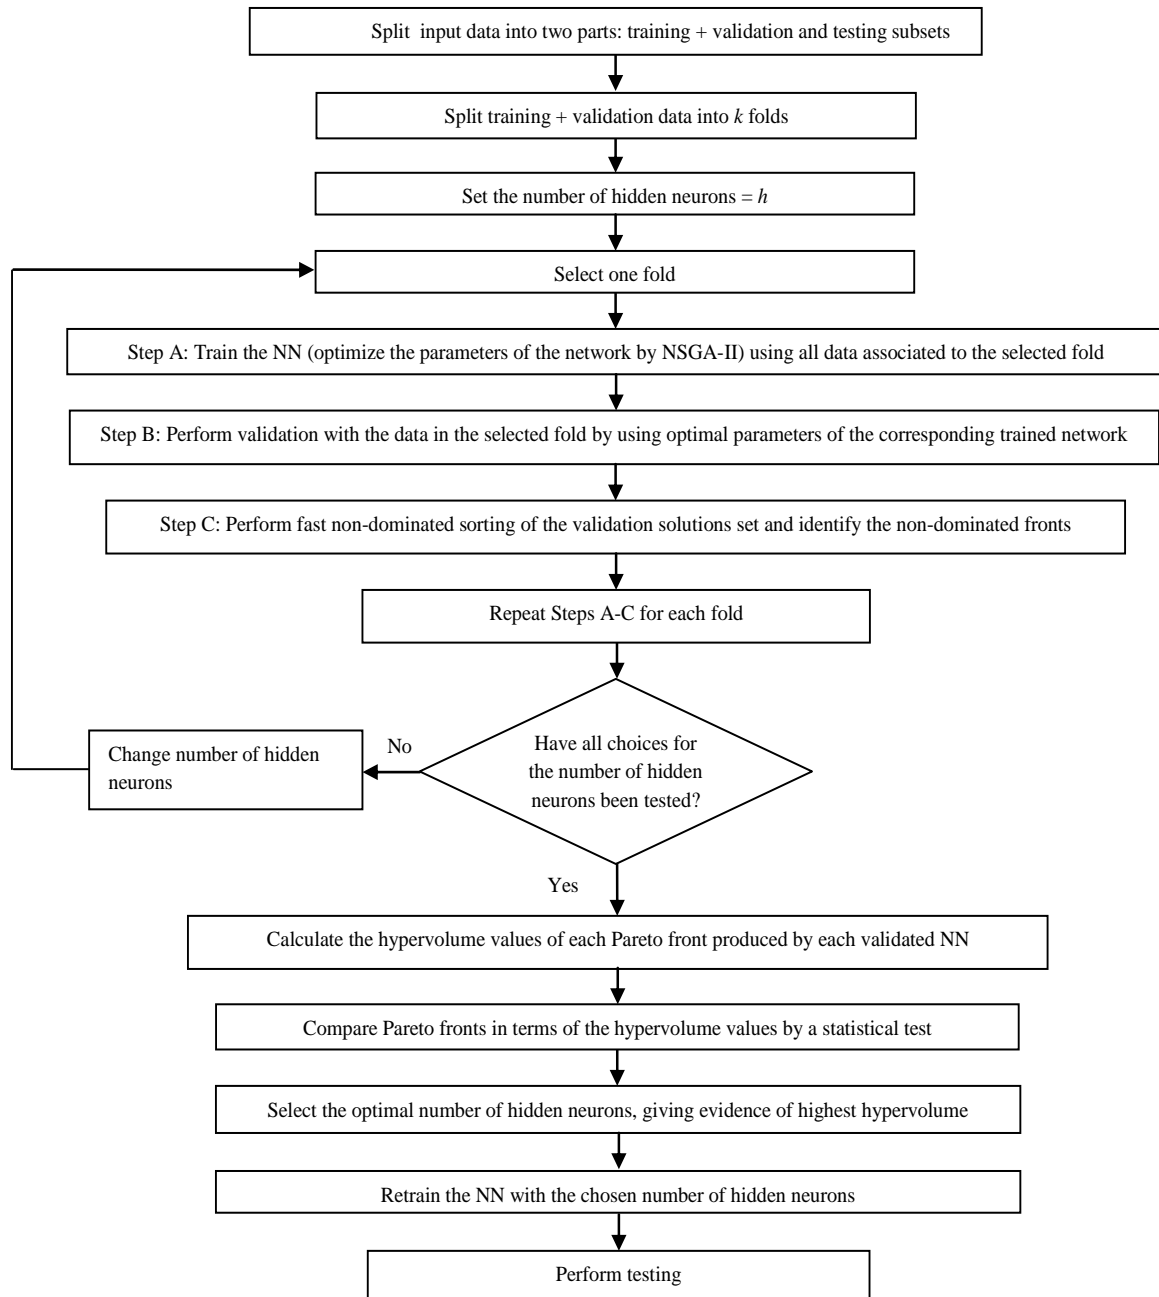 Split input data into two parts: training + validation and testing subsets
Split training + validation data into k folds
Set the number of hidden neurons = h
Select one fold
Step A: Train the NN (optimize the parameters of the network by NSGA-II) using all data associated to the selected fold
Step B: Perform validation with the data in the selected fold by using optimal parameters of the corresponding trained network
Step C: Perform fast non-dominated sorting of the validation solutions set and identify the non-dominated fronts
Repeat Steps A-C for each fold
Have all choices for
the number of hidden
neurons been tested?
No
Change number of hidden
neurons
Yes
Calculate the hypervolume values of each Pareto front produced by each validated NN
Compare Pareto fronts in terms of the hypervolume values by a statistical test
Select the optimal number of hidden neurons, giving evidence of highest hypervolume
Retrain the NN with the chosen number of hidden neurons
Perform testing